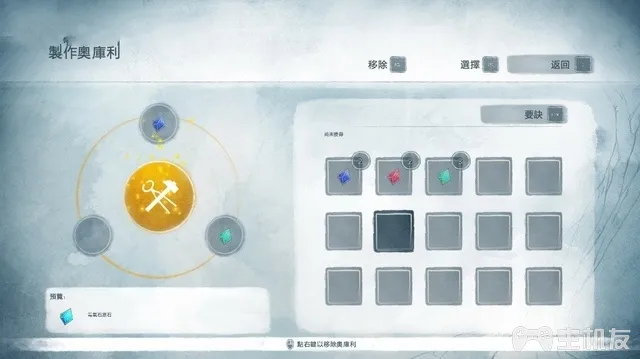 製作奧庫利
移除
選擇
返回
要訣
預覽:
點右鍵以移除奧庫利
主机友